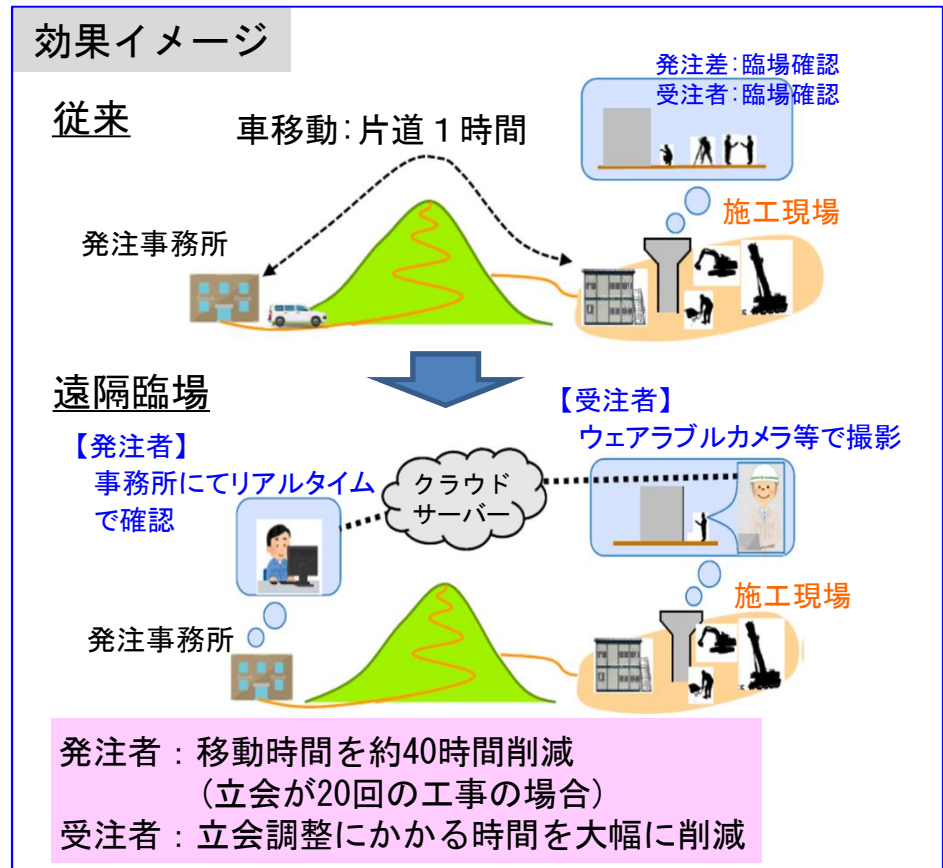 効果イメージ
発注差：臨場確認
受注者：臨場確認
従来
車移動：片道１時間
施工現場
発注事務所
遠隔臨場
【受注者】
ウェアラブルカメラ等で撮影
【発注者】
事務所にてリアルタイム
で確認
クラウド
サーバー
施工現場
発注事務所
発注者：移動時間を約40時間削減
（立会が20回の工事の場合）
受注者：立会調整にかかる時間を大幅に削減